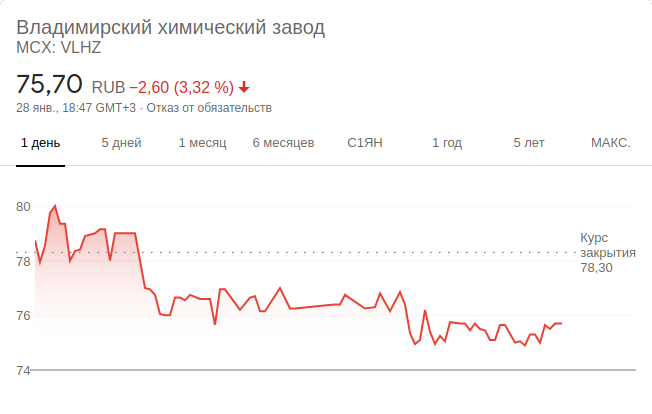 Владимирский химический завод
MCX: VLHZ
75,70 RUB −2,60 (3,32 %)
28 янв., 18:47 GMT+3 · Отказ от обязательств
1 день 5 дней 1 месяц 6 месяцев С1ЯН 1 год 5 лет МАКС.
80
Курс
закрытия
78,30
78
76
74